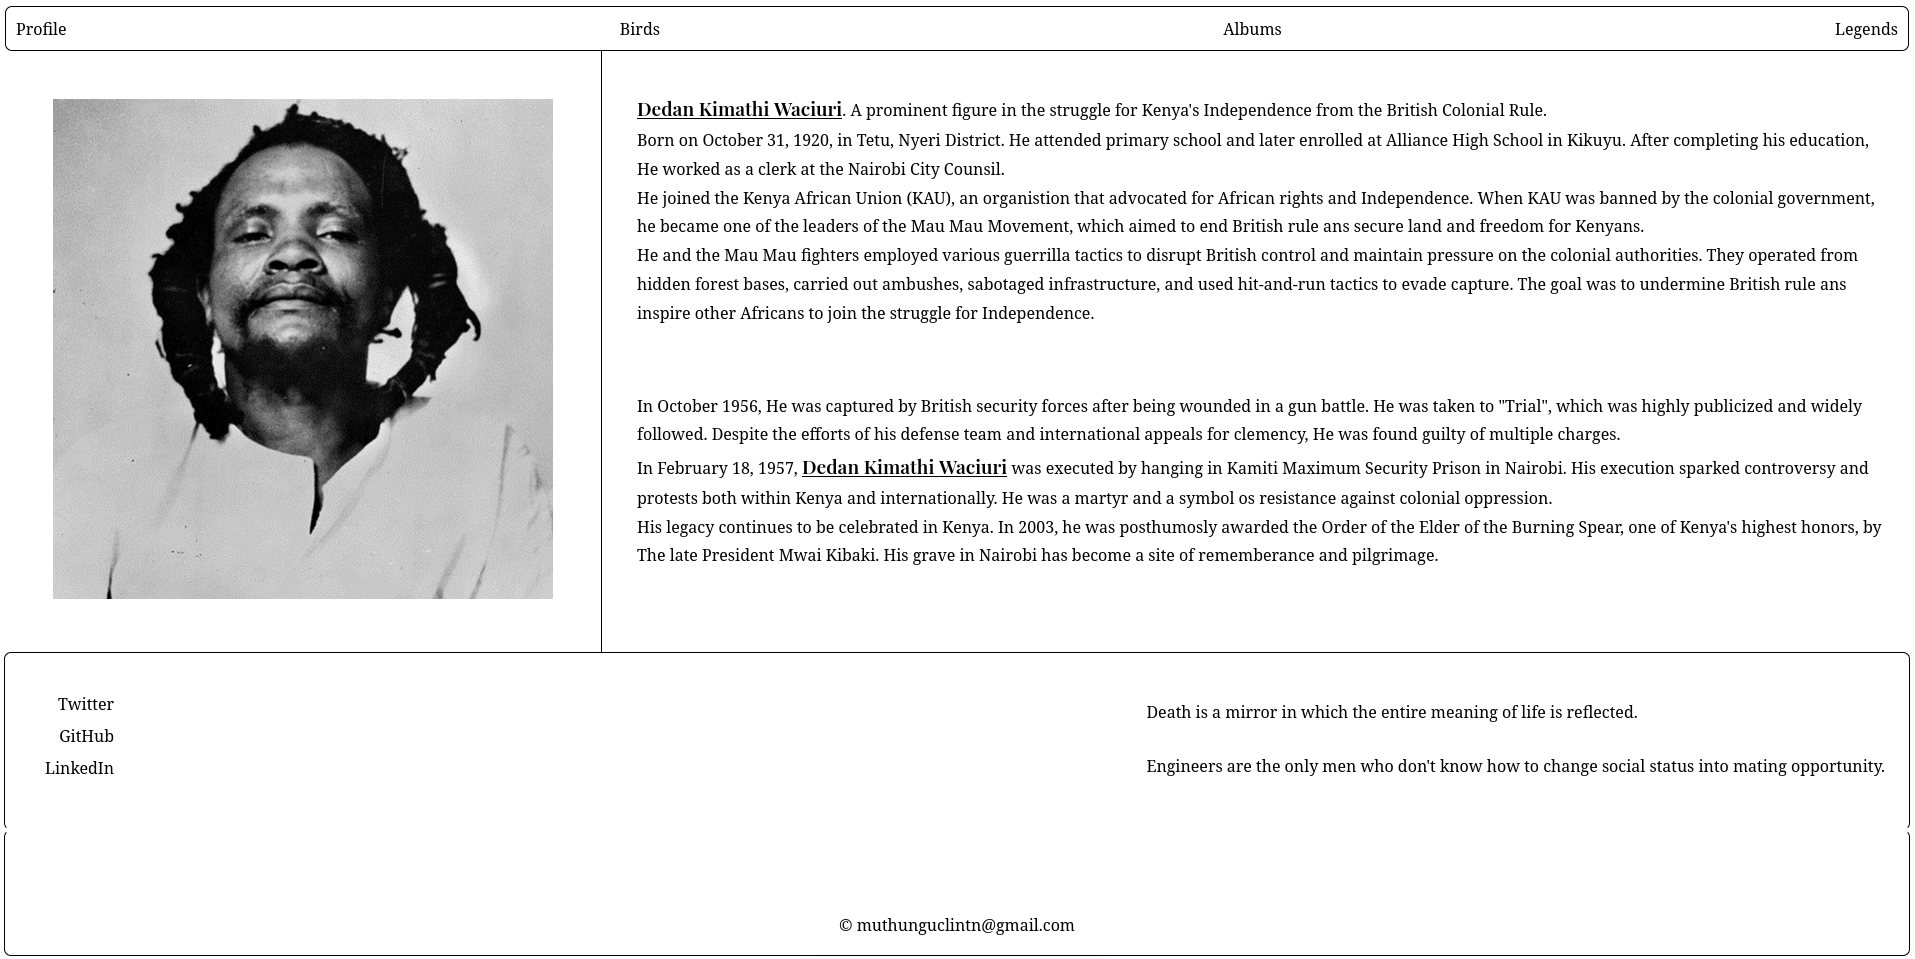 Profile
Birds
Albums
Legends
Dedan Kimathi Waciuri. A prominent figure in the struggle for Kenya's Independence from the British Colonial Rule.
Born on October 31, 1920, in Tetu, Nyeri District. He attended primary school and later enrolled at Alliance High School in Kikuyu. After completing his education,
He worked as a clerk at the Nairobi City Counsil.
He joined the Kenya African Union (KAU), an organistion that advocated for African rights and Independence. When KAU was banned by the colonial government,
he became one of the leaders of the Mau Mau Movement, which aimed to end British rule ans secure land and freedom for Kenyans.
He and the Mau Mau fighters employed various guerrilla tactics to disrupt British control and maintain pressure on the colonial authorities. They operated from
hidden forest bases, carried out ambushes, sabotaged infrastructure, and used hit-and-run tactics to evade capture. The goal was to undermine British rule ans
inspire other Africans to join the struggle for Independence.
In October 1956, He was captured by British security forces after being wounded in a gun battle. He was taken to "Trial", which was highly publicized and widely
followed. Despite the efforts of his defense team and international appeals for clemency, He was found guilty of multiple charges.
In February 18, 1957, Dedan Kimathi Waciuri was executed by hanging in Kamiti Maximum Security Prison in Nairobi. His execution sparked controversy and
protests both within Kenya and internationally. He was a martyr and a symbol os resistance against colonial oppression.
His legacy continues to be celebrated in Kenya. In 2003, he was posthumosly awarded the Order of the Elder of the Burning Spear, one of Kenya's highest honors, by
The late President Mwai Kibaki. His grave in Nairobi has become a site of rememberance and pilgrimage.
Twitter
GitHub
LinkedIn
Death is a mirror in which the entire meaning of life is reflected.
Engineers are the only men who don't know how to change social status into mating opportunity.
© muthunguclintn@gmail.com